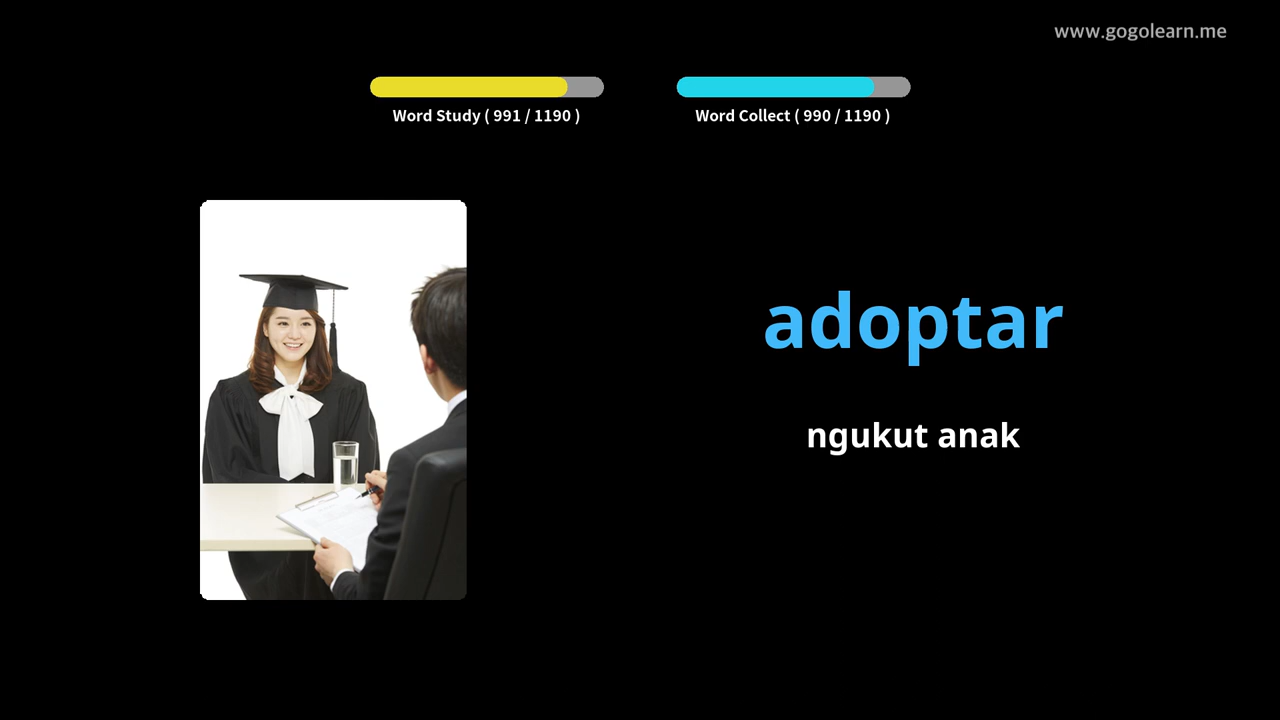 www.gogolearn.me
Word Study ( 991 / 1190 )
Word Collect ( 990 / 1190 )
adoptar
ngukut anak